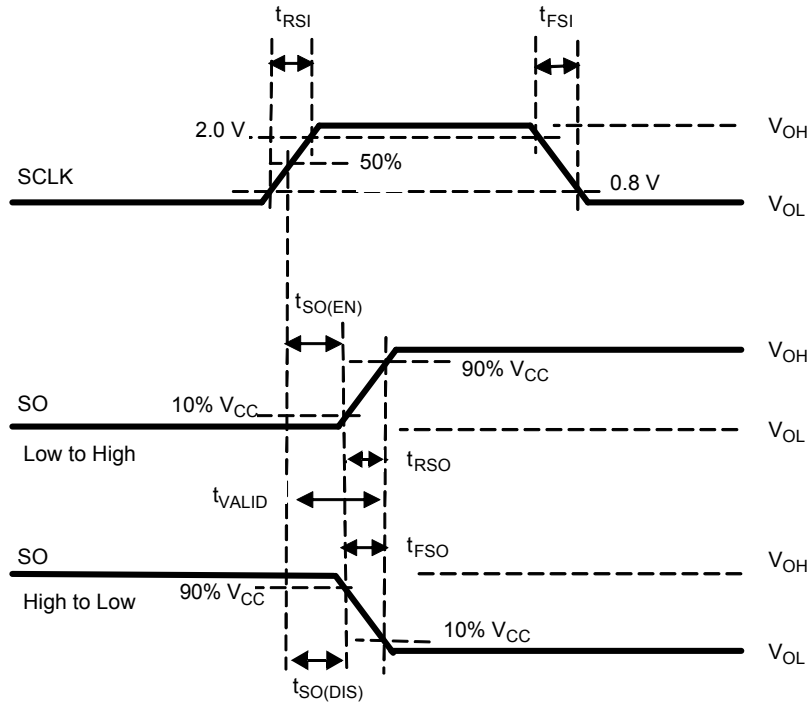 tRSI
tFSI
2.0 V
VOH
50%
SCLK
0.8 V
VOL
tSO(EN)
VOH
90% VCC
SO
10% VCC
VOL
Low to High
tRSO
tVALID
tFSO
SO
VOH
90% VCC
High to Low
10% VCC
VOL
tSO(DIS)